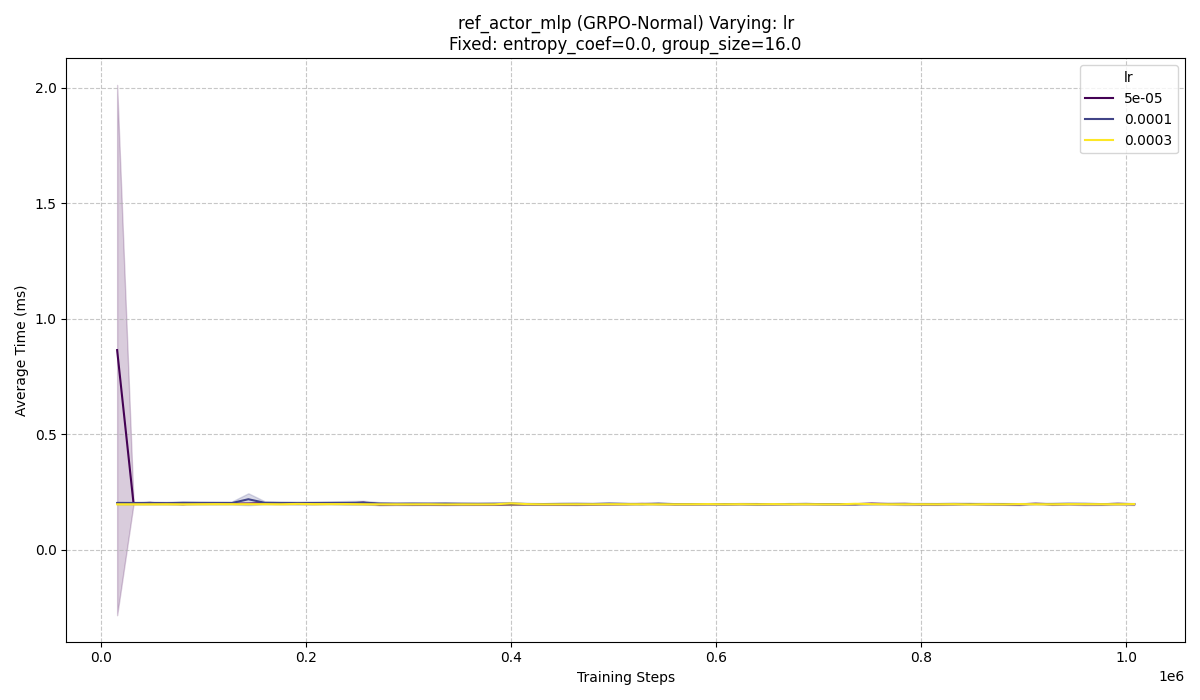 ref_actor_mlp (GRPO-Normal) Varying: lr
Fixed: entropy_coef=0.0, group_size=16.0
lr
5e-05
0.0001
0.0003
Average Time (ms)
2.0
1.5
1.0
0.5
0.0
0.0
0.2
0.4
0.6
0.8
1.0
1e6
Training Steps